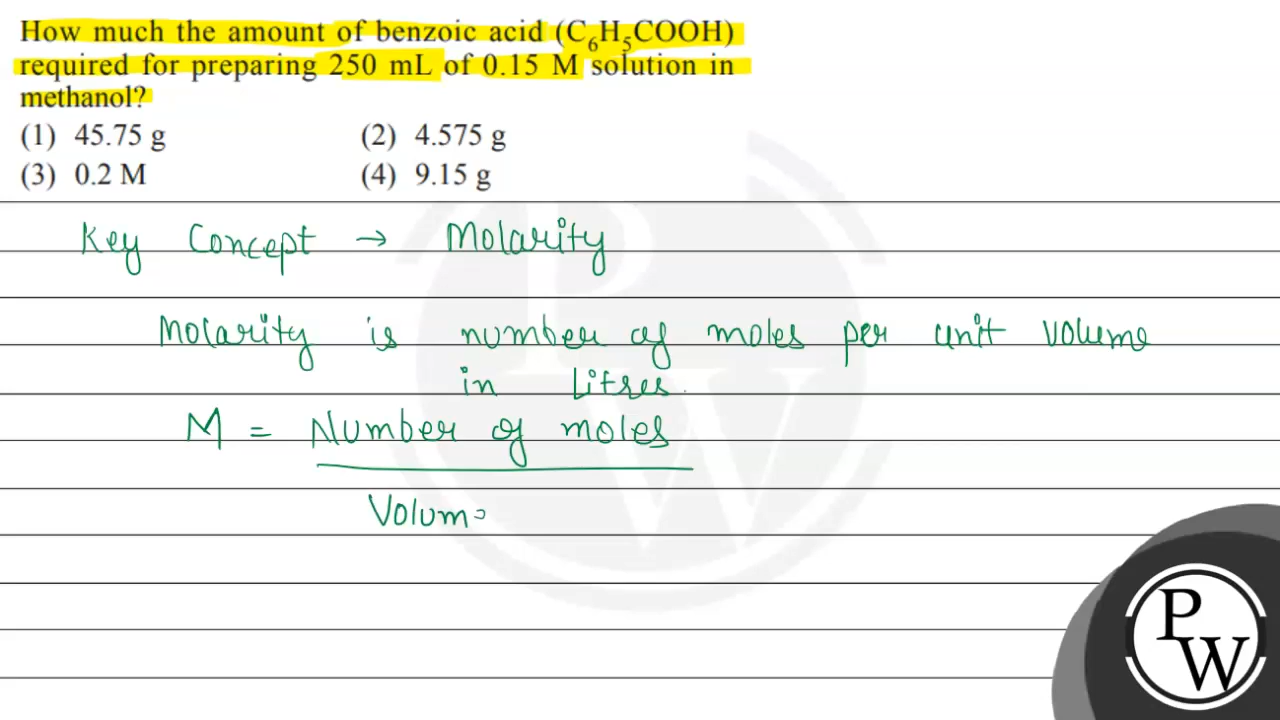 How much the amount of benzoic acid (C₆H₅COOH)
required for preparing 250 mL of 0.15 M solution in
methanol?
(1) 45.75 g (2) 4.575 g
(3) 0.2 M (4) 9.15 g
Key Concept → Molarity
Molarity is number of moles per unit volume
in Litres.
M = Number of moles
Volum
PW